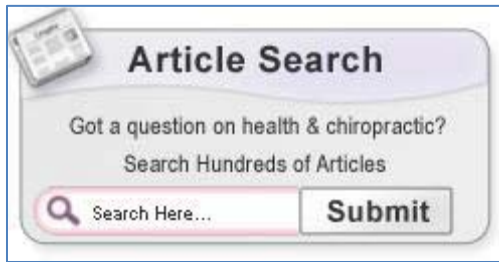 Article Search
Got a question on health & chiropractic?
Search Hundreds of Articles
Search Here...
Submit